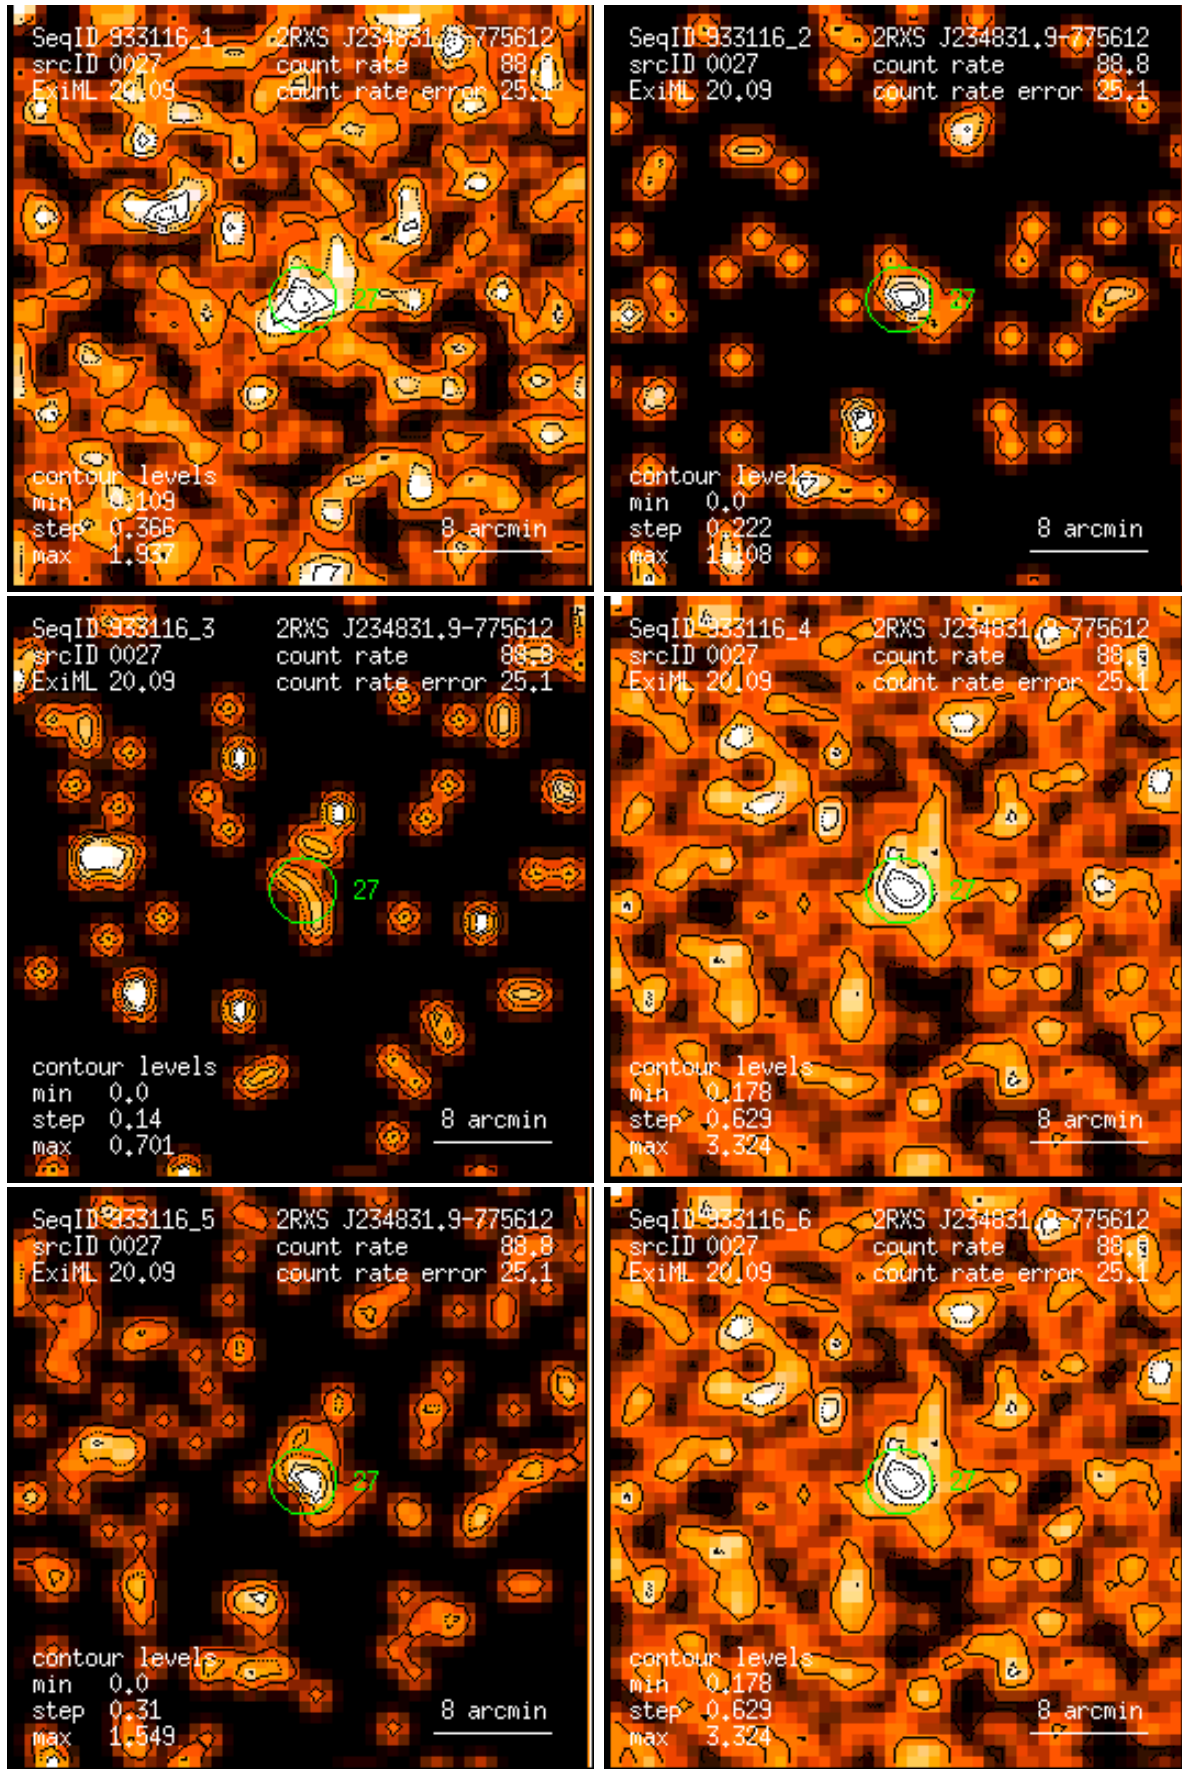 SeqID 933116_1 2RXS J234831.9-775612
srcID 0027 count rate 88.8
ExiML 20.09 count rate error 25.1
27
contour levels
min 0.109
step 0.366
max 1.937
8 arcmin
SeqID 933116_2 2RXS J234831.9-775612
srcID 0027 count rate 88.8
ExiML 20.09 count rate error 25.1
27
contour levels
min 0.0
step 0.222
max 1.108
8 arcmin
SeqID 933116_3 2RXS J234831.9-775612
srcID 0027 count rate 88.8
ExiML 20.09 count rate error 25.1
27
contour levels
min 0.0
step 0.14
max 0.701
8 arcmin
SeqID 933116_4 2RXS J234831.9-775612
srcID 0027 count rate 88.8
ExiML 20.09 count rate error 25.1
27
contour levels
min 0.178
step 0.629
max 3.324
8 arcmin
SeqID 933116_5 2RXS J234831.9-775612
srcID 0027 count rate 88.8
ExiML 20.09 count rate error 25.1
27
contour levels
min 0.0
step 0.31
max 1.549
8 arcmin
SeqID 933116_6 2RXS J234831.9-775612
srcID 0027 count rate 88.8
ExiML 20.09 count rate error 25.1
27
contour levels
min 0.178
step 0.629
max 3.324
8 arcmin